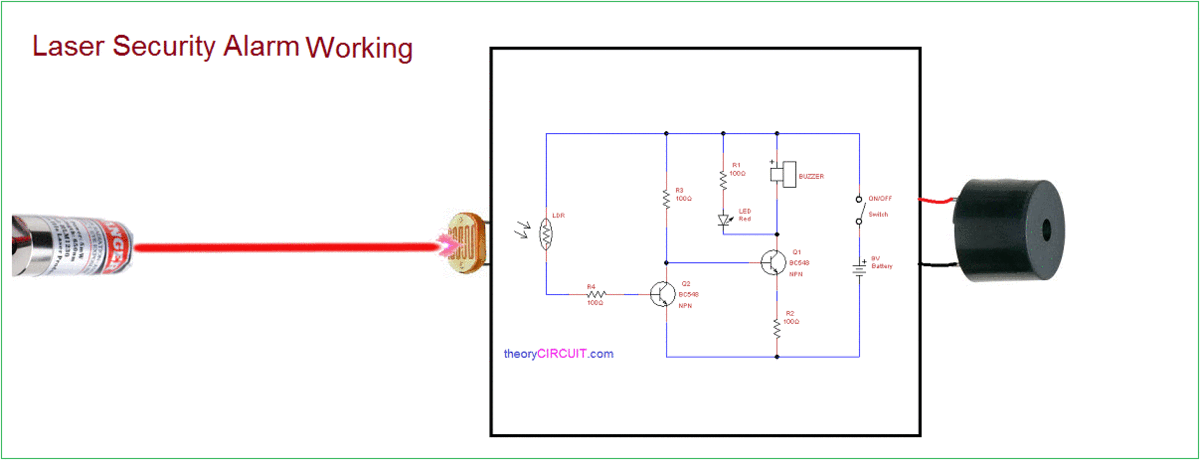 Laser Security Alarm Working
R1
100Ω
+
BUZZER
R3
100Ω
ON/OFF
Switch
LDR
LED
Red
Q1
BC548
NPN
+
9V
Battery
R4
100Ω
Q2
BC548
NPN
R2
100Ω
theoryCIRCUIT.com